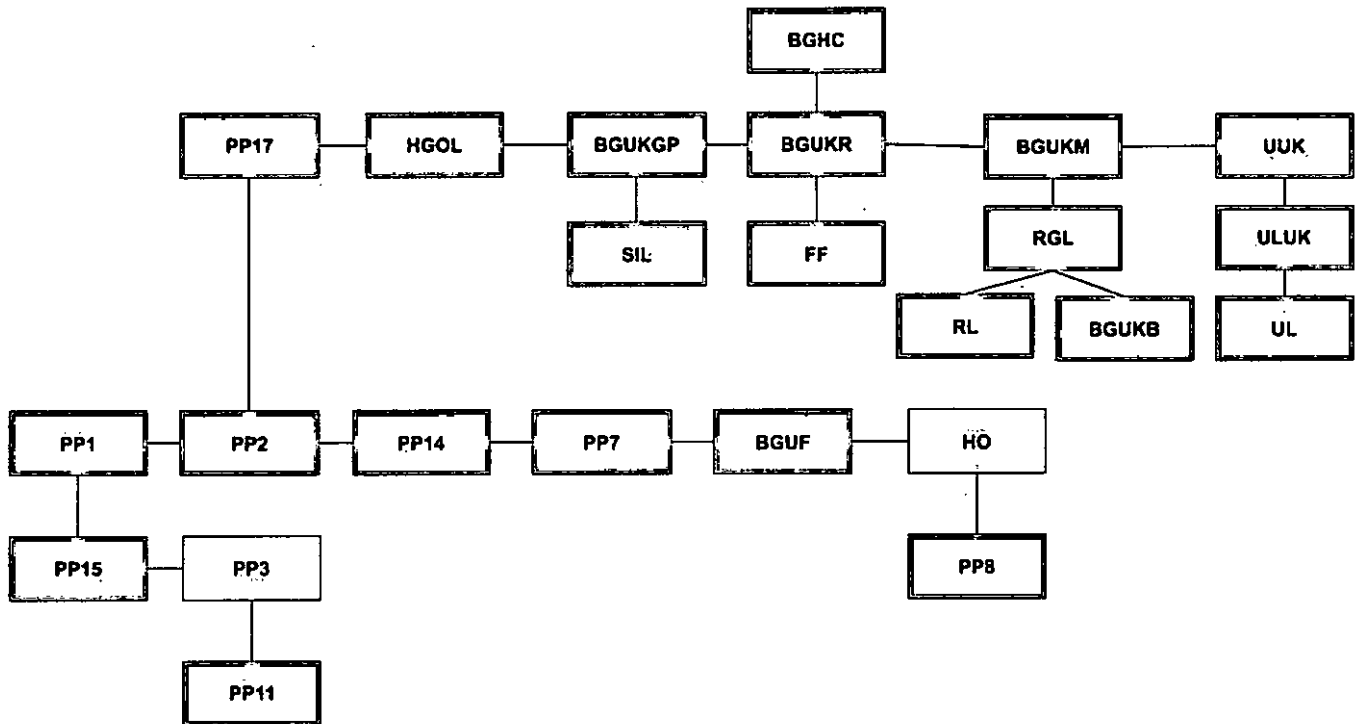 BGHC
PP17 HGOL BGUKGP BGUKR BGUKM UUK
SIL FF RGL ULUK
RL BGUKB UL
PP1 PP2 PP14 PP7 BGUF HO
PP15 PP3 PP8
PP11